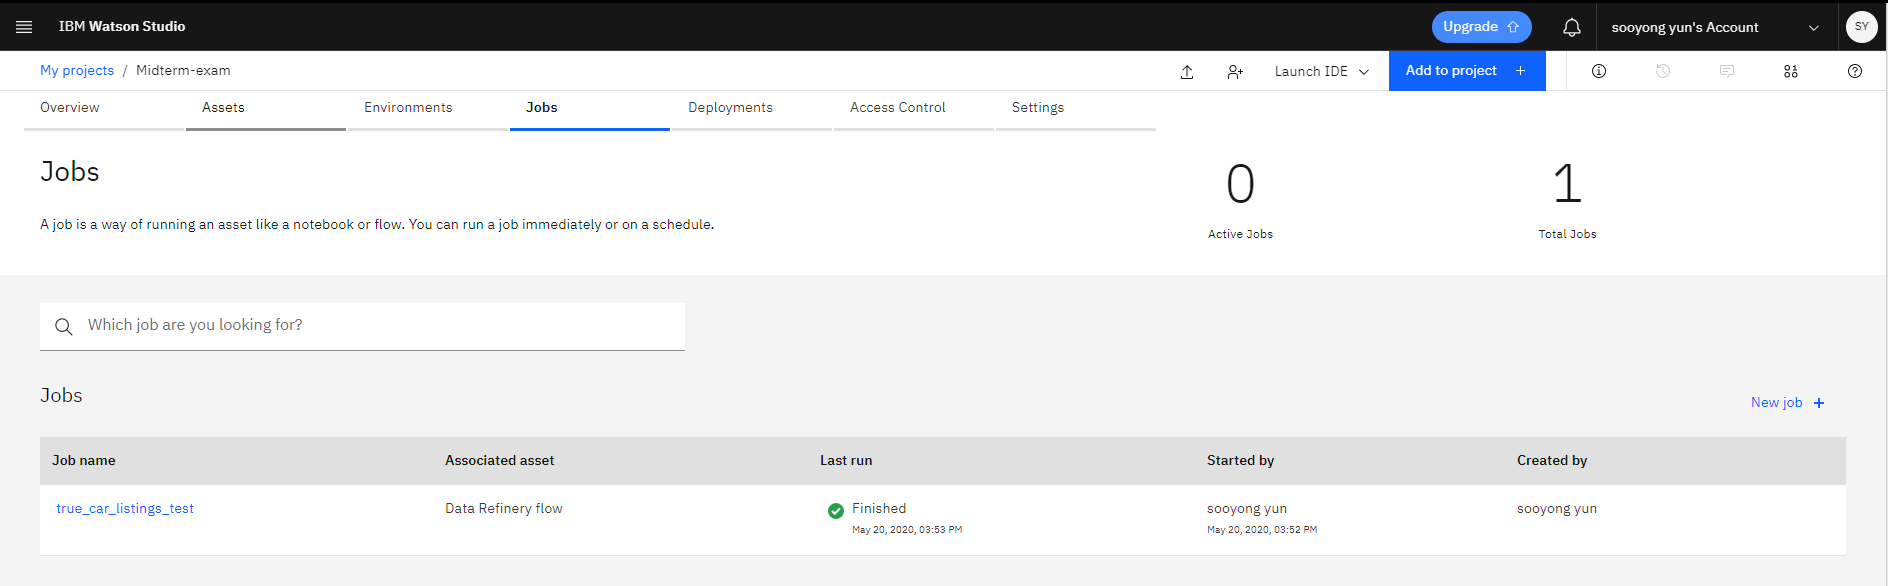 IBM Watson Studio
Upgrade
sooyong yun's Account
SY
My projects / Midterm-exam
Launch IDE
Add to project +
Overview
Assets
Environments
Jobs
Deployments
Access Control
Settings
Jobs
A job is a way of running an asset like a notebook or flow. You can run a job immediately or on a schedule.
0
Active Jobs
1
Total Jobs
Which job are you looking for?
Jobs
New job +
Job name
Associated asset
Last run
Started by
Created by
true_car_listings_test
Data Refinery flow
Finished
May 20, 2020, 03:53 PM
sooyong yun
May 20, 2020, 03:52 PM
sooyong yun